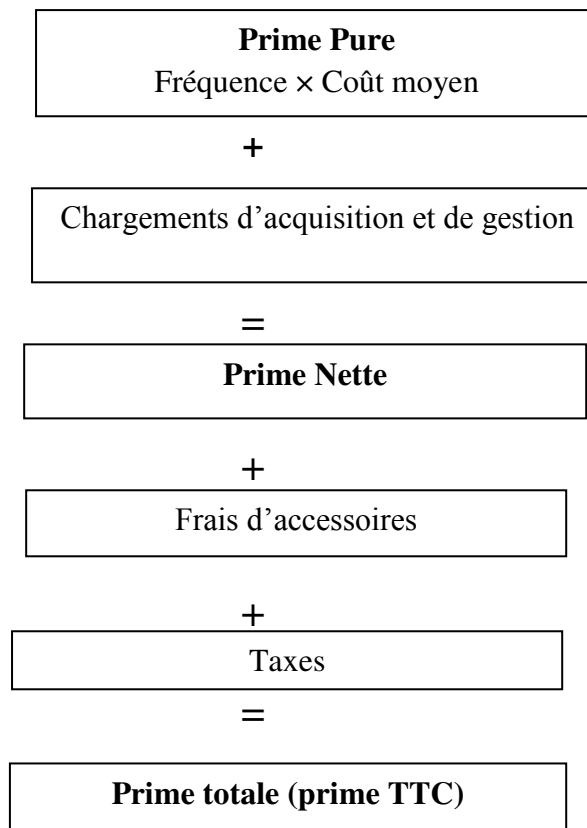 Prime Pure
Fréquence × Coût moyen
+
Chargements d’acquisition et de gestion
=
Prime Nette
+
Frais d’accessoires
+
Taxes
=
Prime totale (prime TTC)